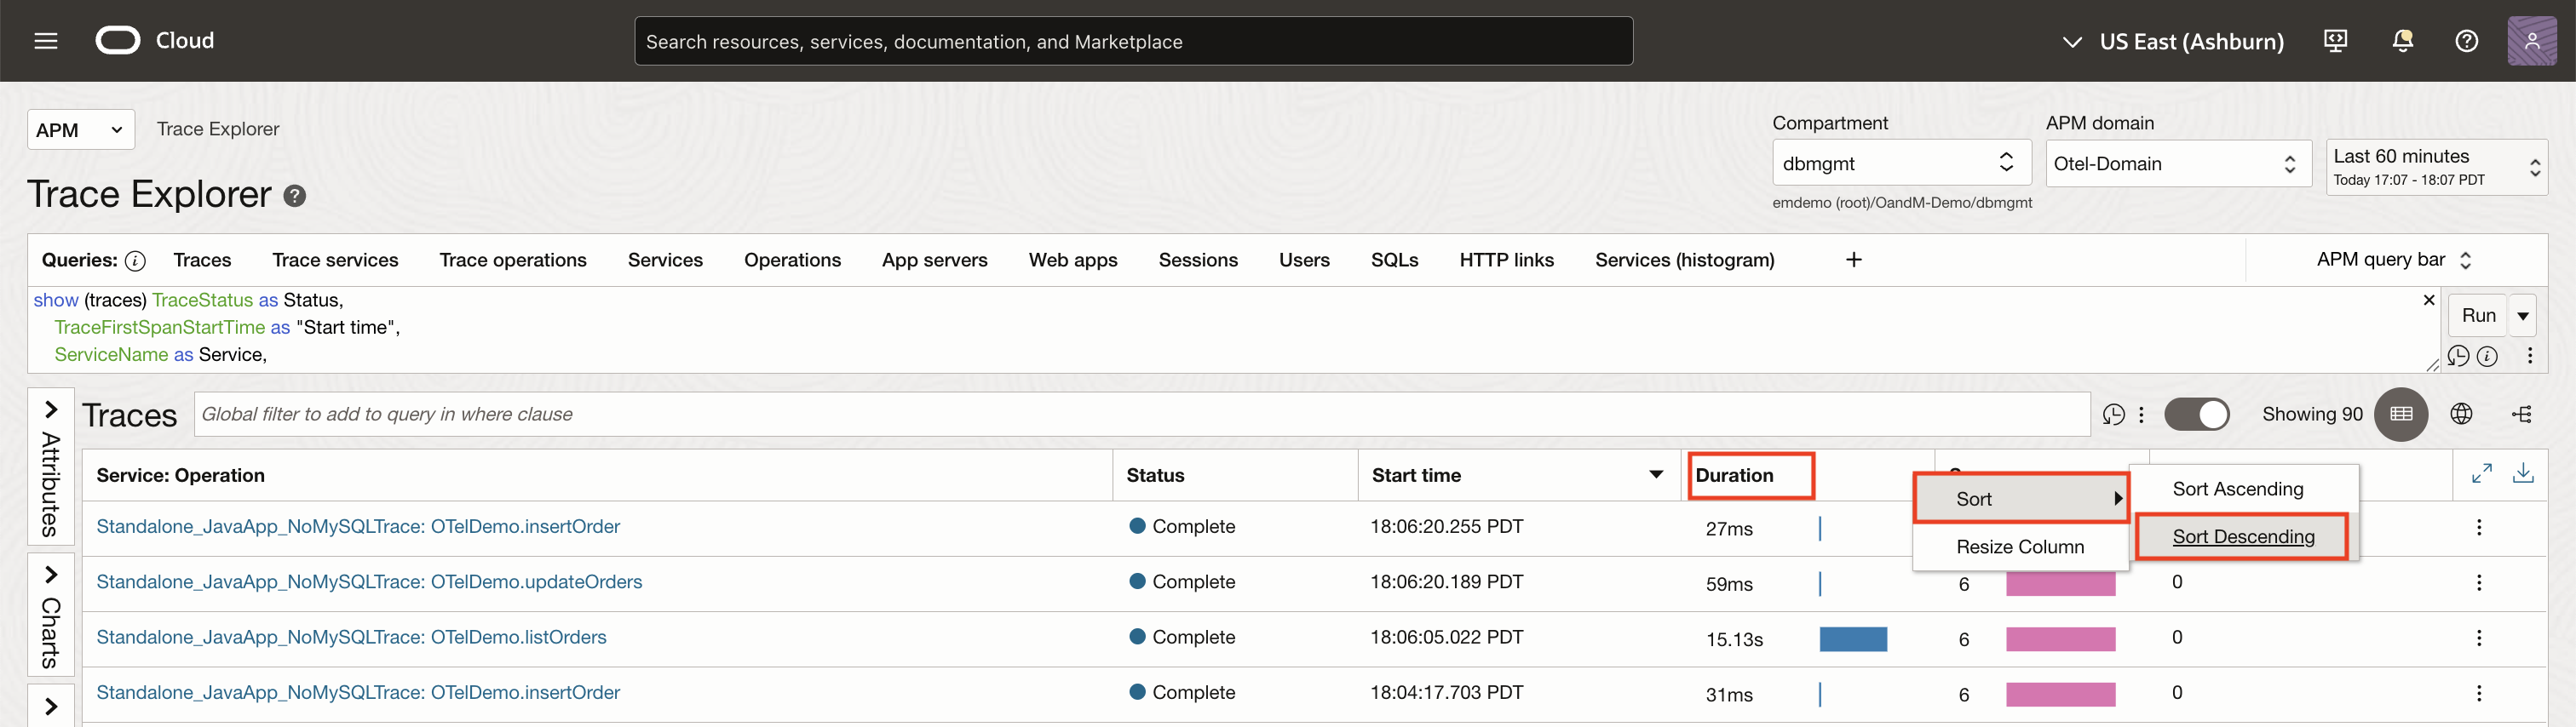 Cloud
Search resources, services, documentation, and Marketplace
US East (Ashburn)
APM
Trace Explorer
Compartment
APM domain
dbmgmt
Otel-Domain
Last 60 minutes
Today 17:07 - 18:07 PDT
emdemo (root)/OandM-Demo/dbmgmt
Trace Explorer
Queries: Traces Trace services Trace operations Services Operations App servers Web apps Sessions Users SQLs HTTP links Services (histogram) + APM query bar
show (traces) TraceStatus as Status,
TraceFirstSpanStartTime as "Start time",
ServiceName as Service,
Run
Attributes
Charts
Traces Global filter to add to query in where clause Showing 90
Service: Operation Status Start time Duration
Sort
Resize Column
Sort Ascending
Sort Descending
Standalone_JavaApp_NoMySQLTrace: OTelDemo.insertOrder Complete 18:06:20.255 PDT 27ms
Standalone_JavaApp_NoMySQLTrace: OTelDemo.updateOrders Complete 18:06:20.189 PDT 59ms 6 0
Standalone_JavaApp_NoMySQLTrace: OTelDemo.listOrders Complete 18:06:05.022 PDT 15.13s 6 0
Standalone_JavaApp_NoMySQLTrace: OTelDemo.insertOrder Complete 18:04:17.703 PDT 31ms 6 0